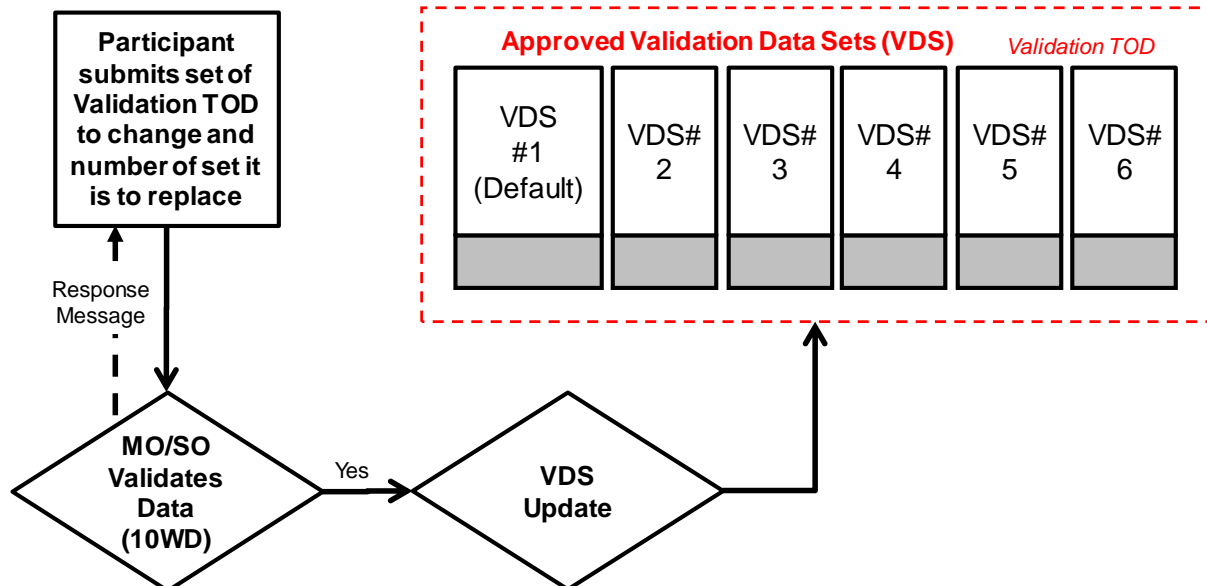 Participant
submits set of
Validation TOD
to change and
number of set it
is to replace
Approved Validation Data Sets (VDS)
Validation TOD
VDS
#1
(Default)
VDS#
2
VDS#
3
VDS#
4
VDS#
5
VDS#
6
Response
Message
MO/SO
Validates
Data
(10WD)
Yes
VDS
Update